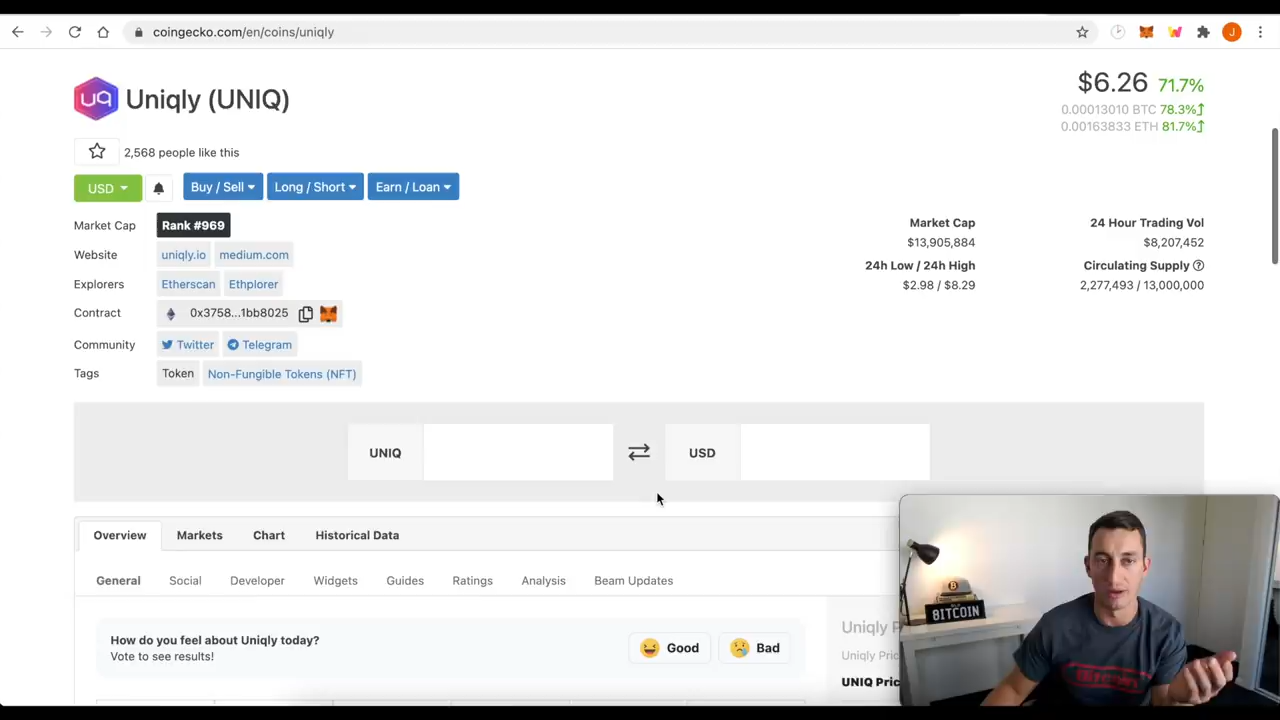 coingecko.com/en/coins/uniqly
J
uq
Uniqly (UNIQ)
$6.26 71.7%
0.00013010 BTC 78.3%
0.00163833 ETH 81.7%
2,568 people like this
USD
Buy / Sell
Long / Short
Earn / Loan
Market Cap Rank #969
Website uniqly.io medium.com
Explorers Etherscan Ethplorer
Contract 0x3758...1bb8025
Community Twitter Telegram
Tags Token Non-Fungible Tokens (NFT)
Market Cap
$13,905,884
24 Hour Trading Vol
$8,207,452
24h Low / 24h High
$2.98 / $8.29
Circulating Supply
2,277,493 / 13,000,000
UNIQ
USD
Overview Markets Chart Historical Data
General Social Developer Widgets Guides Ratings Analysis Beam Updates
How do you feel about Uniqly today?
Vote to see results!
Good
Bad
Uniqly
Uniqly
UNIQ
BITCOIN